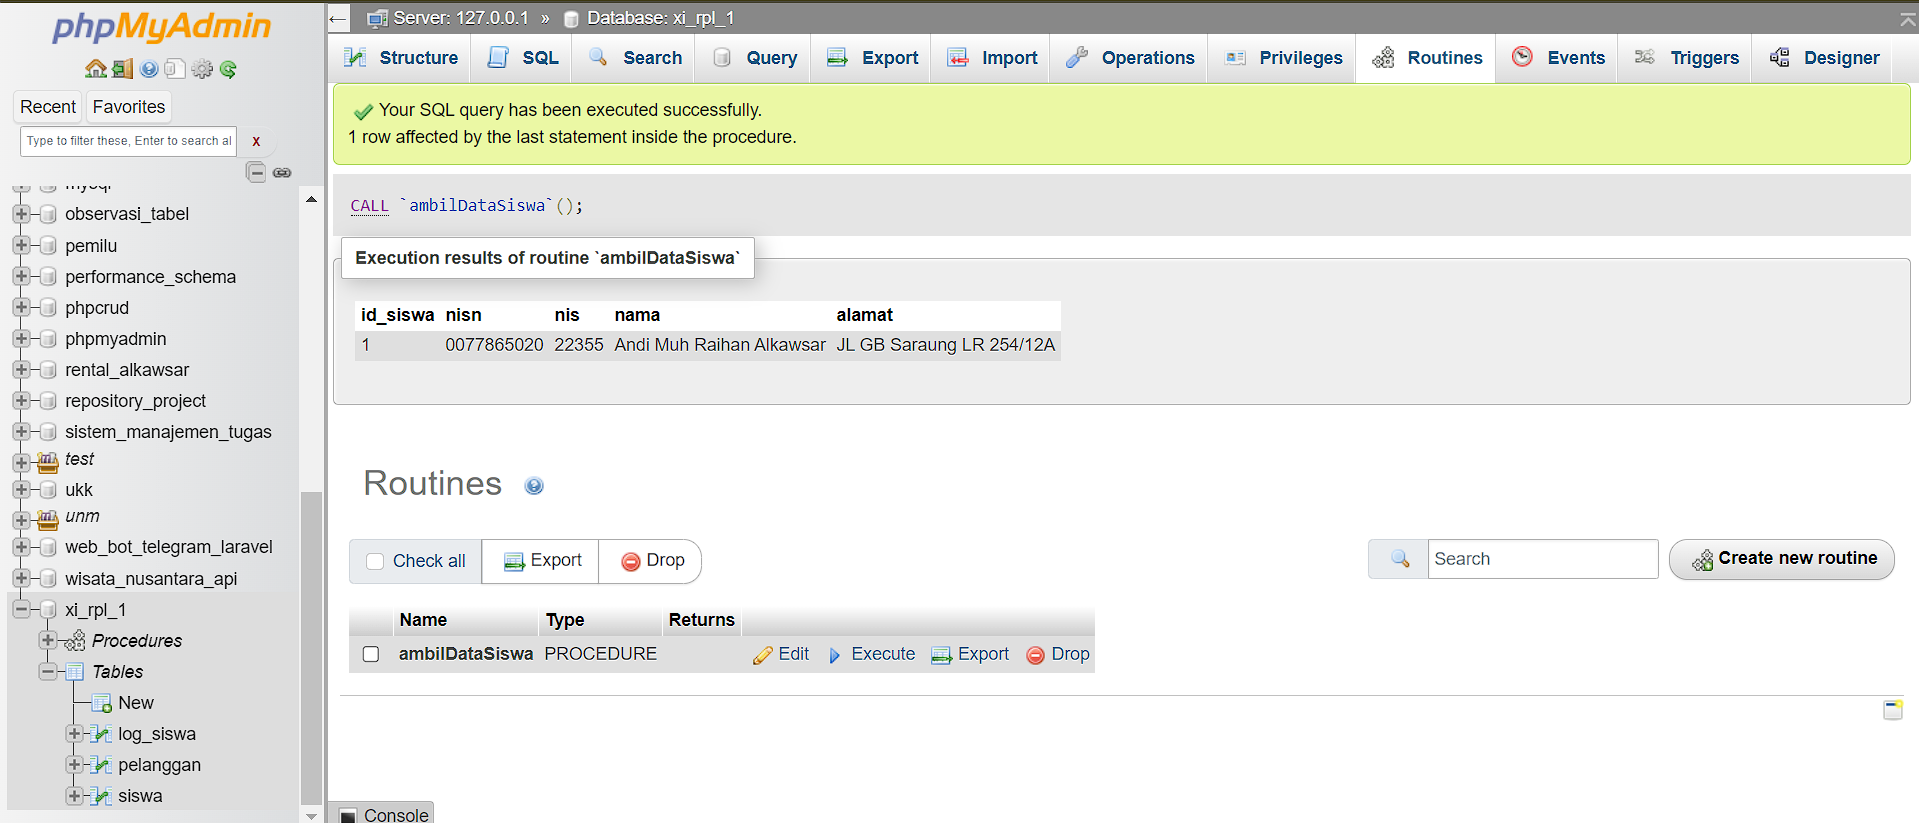 phpMyAdmin
Recent Favorites
Type to filter these, Enter to search al X
mysql
observasi_tabel
pemilu
performance_schema
phpcrud
phpmyadmin
rental_alkawsar
repository_project
sistem_manajemen_tugas
test
ukk
unm
web_bot_telegram_laravel
wisata_nusantara_api
xi_rpl_1
Procedures
Tables
New
log_siswa
pelanggan
siswa
Server: 127.0.0.1 » Database: xi_rpl_1
Structure SQL Search Query Export Import Operations Privileges Routines Events Triggers Designer
Your SQL query has been executed successfully.
1 row affected by the last statement inside the procedure.
CALL `ambilDataSiswa`();
Execution results of routine `ambilDataSiswa`
id_siswa nisn nis nama alamat
1 0077865020 22355 Andi Muh Raihan Alkawsar JL GB Saraung LR 254/12A
Routines
Check all Export Drop Search Create new routine
Name Type Returns
ambilDataSiswa PROCEDURE Edit Execute Export Drop
Console